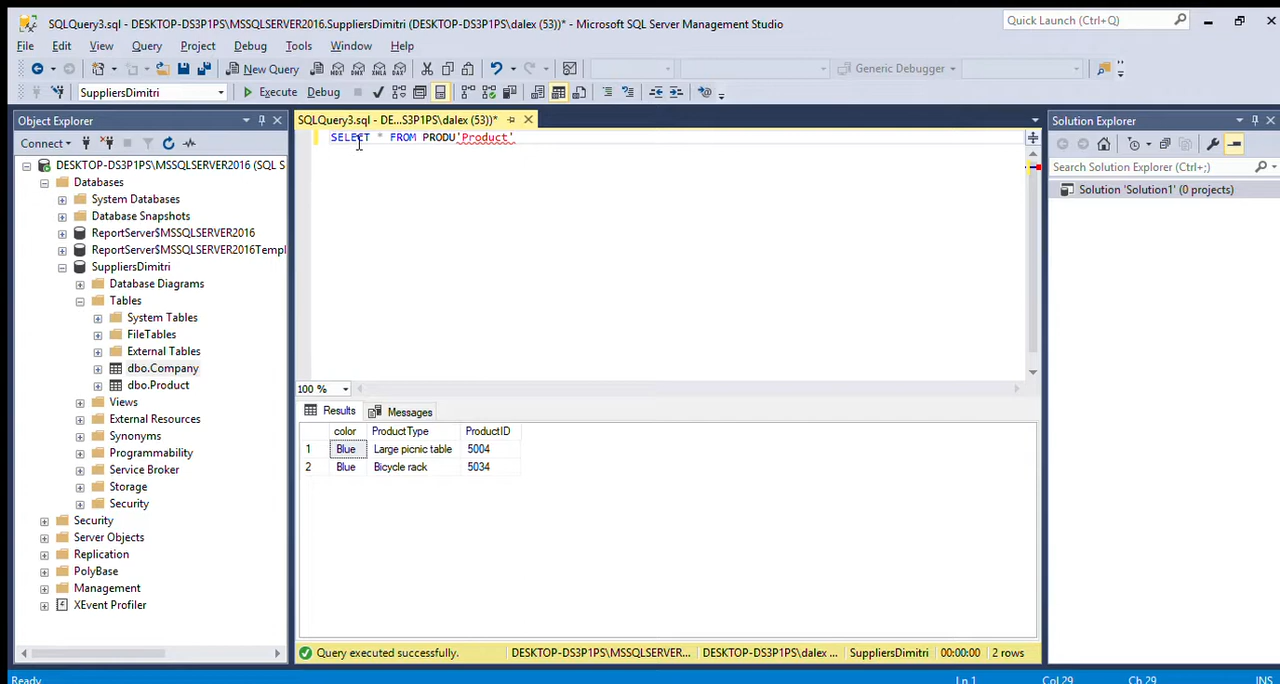 SQLQuery3.sql - DESKTOP-DS3P1PS\MSSQLSERVER2016.SuppliersDimitri (DESKTOP-DS3P1PS\dalex (53))* - Microsoft SQL Server Management Studio
Quick Launch (Ctrl+Q)
File Edit View Query Project Debug Tools Window Help
New Query MDX DMX XMLA DAX Generic Debugger
SuppliersDimitri Execute Debug
Object Explorer
Connect
DESKTOP-DS3P1PS\MSSQLSERVER2016 (SQL S
Databases
System Databases
Database Snapshots
ReportServer$MSSQLSERVER2016
ReportServer$MSSQLSERVER2016Templ
SuppliersDimitri
Database Diagrams
Tables
System Tables
FileTables
External Tables
dbo.Company
dbo.Product
Views
External Resources
Synonyms
Programmability
Service Broker
Storage
Security
Security
Server Objects
Replication
PolyBase
Management
XEvent Profiler
SQLQuery3.sql - DE...S3P1PS\dalex (53))*
SELECT * FROM PRODU'Product'
100 %
Results Messages
color ProductType ProductID
1 Blue Large picnic table 5004
2 Blue Bicycle rack 5034
Query executed successfully. DESKTOP-DS3P1PS\MSSQLSERVER... DESKTOP-DS3P1PS\dalex ... SuppliersDimitri 00:00:00 2 rows
Solution Explorer
Search Solution Explorer (Ctrl+;)
Solution 'Solution1' (0 projects)
Ready Ln 1 Col 29 Ch 29 INS